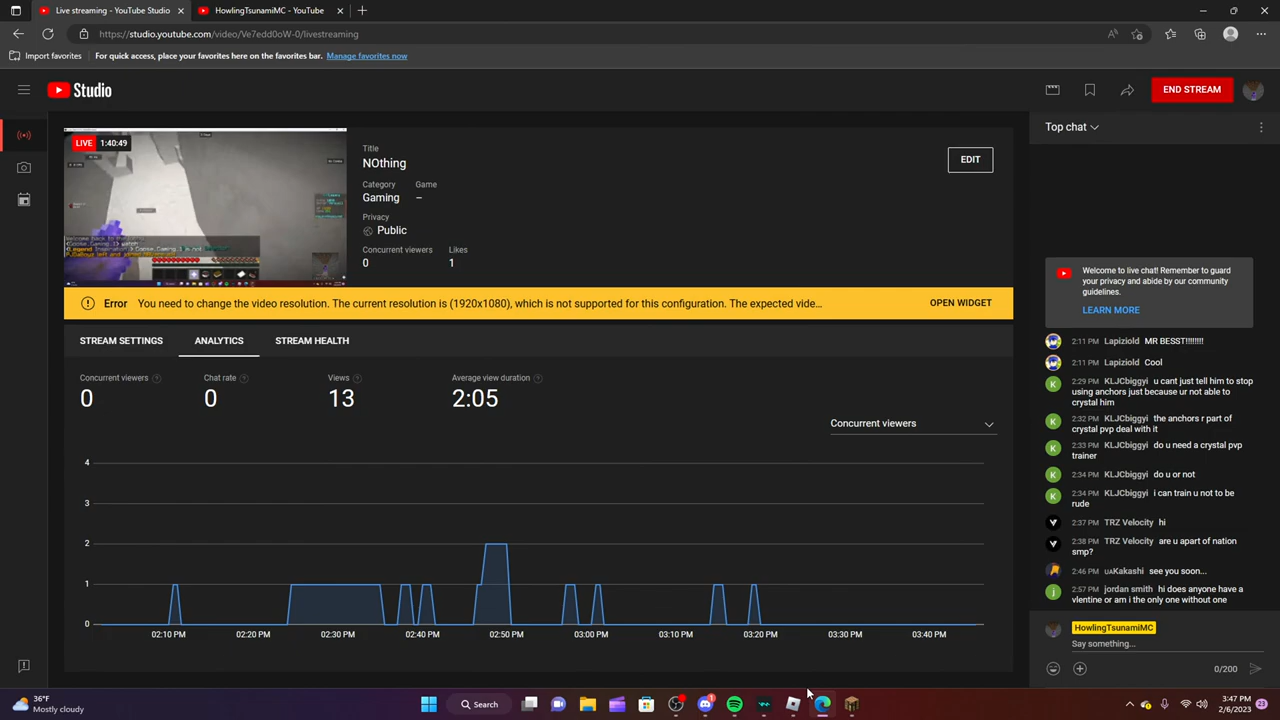 Live streaming - YouTube Studio
HowlingTsunamiMC - YouTube
https://studio.youtube.com/video/Ve7edd0oW-0/livestreaming
Import favorites
For quick access, place your favorites here on the favorites bar. Manage favorites now
Studio
END STREAM
LIVE 1:40:49
Title
NOthing
Category Game
Gaming –
Privacy
Public
Concurrent viewers Likes
0 1
EDIT
Error You need to change the video resolution. The current resolution is (1920x1080), which is not supported for this configuration. The expected vide…
OPEN WIDGET
STREAM SETTINGS ANALYTICS STREAM HEALTH
Concurrent viewers Chat rate Views Average view duration
0 0 13 2:05
Concurrent viewers
4
3
2
1
0
02:10 PM 02:20 PM 02:30 PM 02:40 PM 02:50 PM 03:00 PM 03:10 PM 03:20 PM 03:40 PM
Top chat
Welcome to live chat! Remember to guard
your privacy and abide by our community
guidelines.
LEARN MORE
2:11 PM Lapiziold MR BESST!!!!!!!!
2:11 PM Lapiziold Cool
2:29 PM KLJCbiggyi u cant just tell him to stop
using anchors just because ur not able to
crystal him
2:32 PM KLJCbiggyi the anchors r part of
crystal pvp deal with it
2:33 PM KLJCbiggyi do u need a crystal pvp
trainer
2:34 PM KLJCbiggyi do u or not
2:34 PM KLJCbiggyi i can train u not to be
rude
2:37 PM TRZ Velocity hi
2:38 PM TRZ Velocity are u apart of nation
smp?
2:46 PM uᴀKakashi see you soon...
2:57 PM jordan smith hi does anyone have a
vlentine or am i the only one without one
HowlingTsunamiMC
Say something...
0/200
36°F
Mostly cloudy
Search
1
3:47 PM
2/6/2023
23